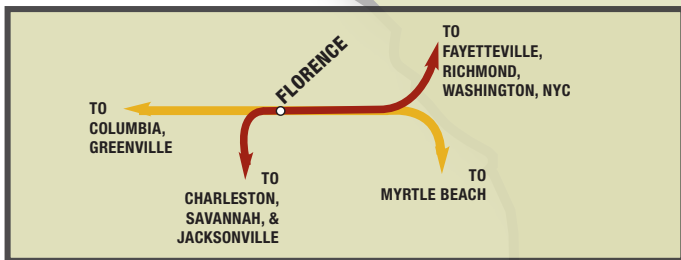 TO
FAYETTEVILLE,
RICHMOND,
WASHINGTON, NYC
FLORENCE
TO
COLUMBIA,
GREENVILLE
TO
CHARLESTON,
SAVANNAH, &
JACKSONVILLE
TO
MYRTLE BEACH